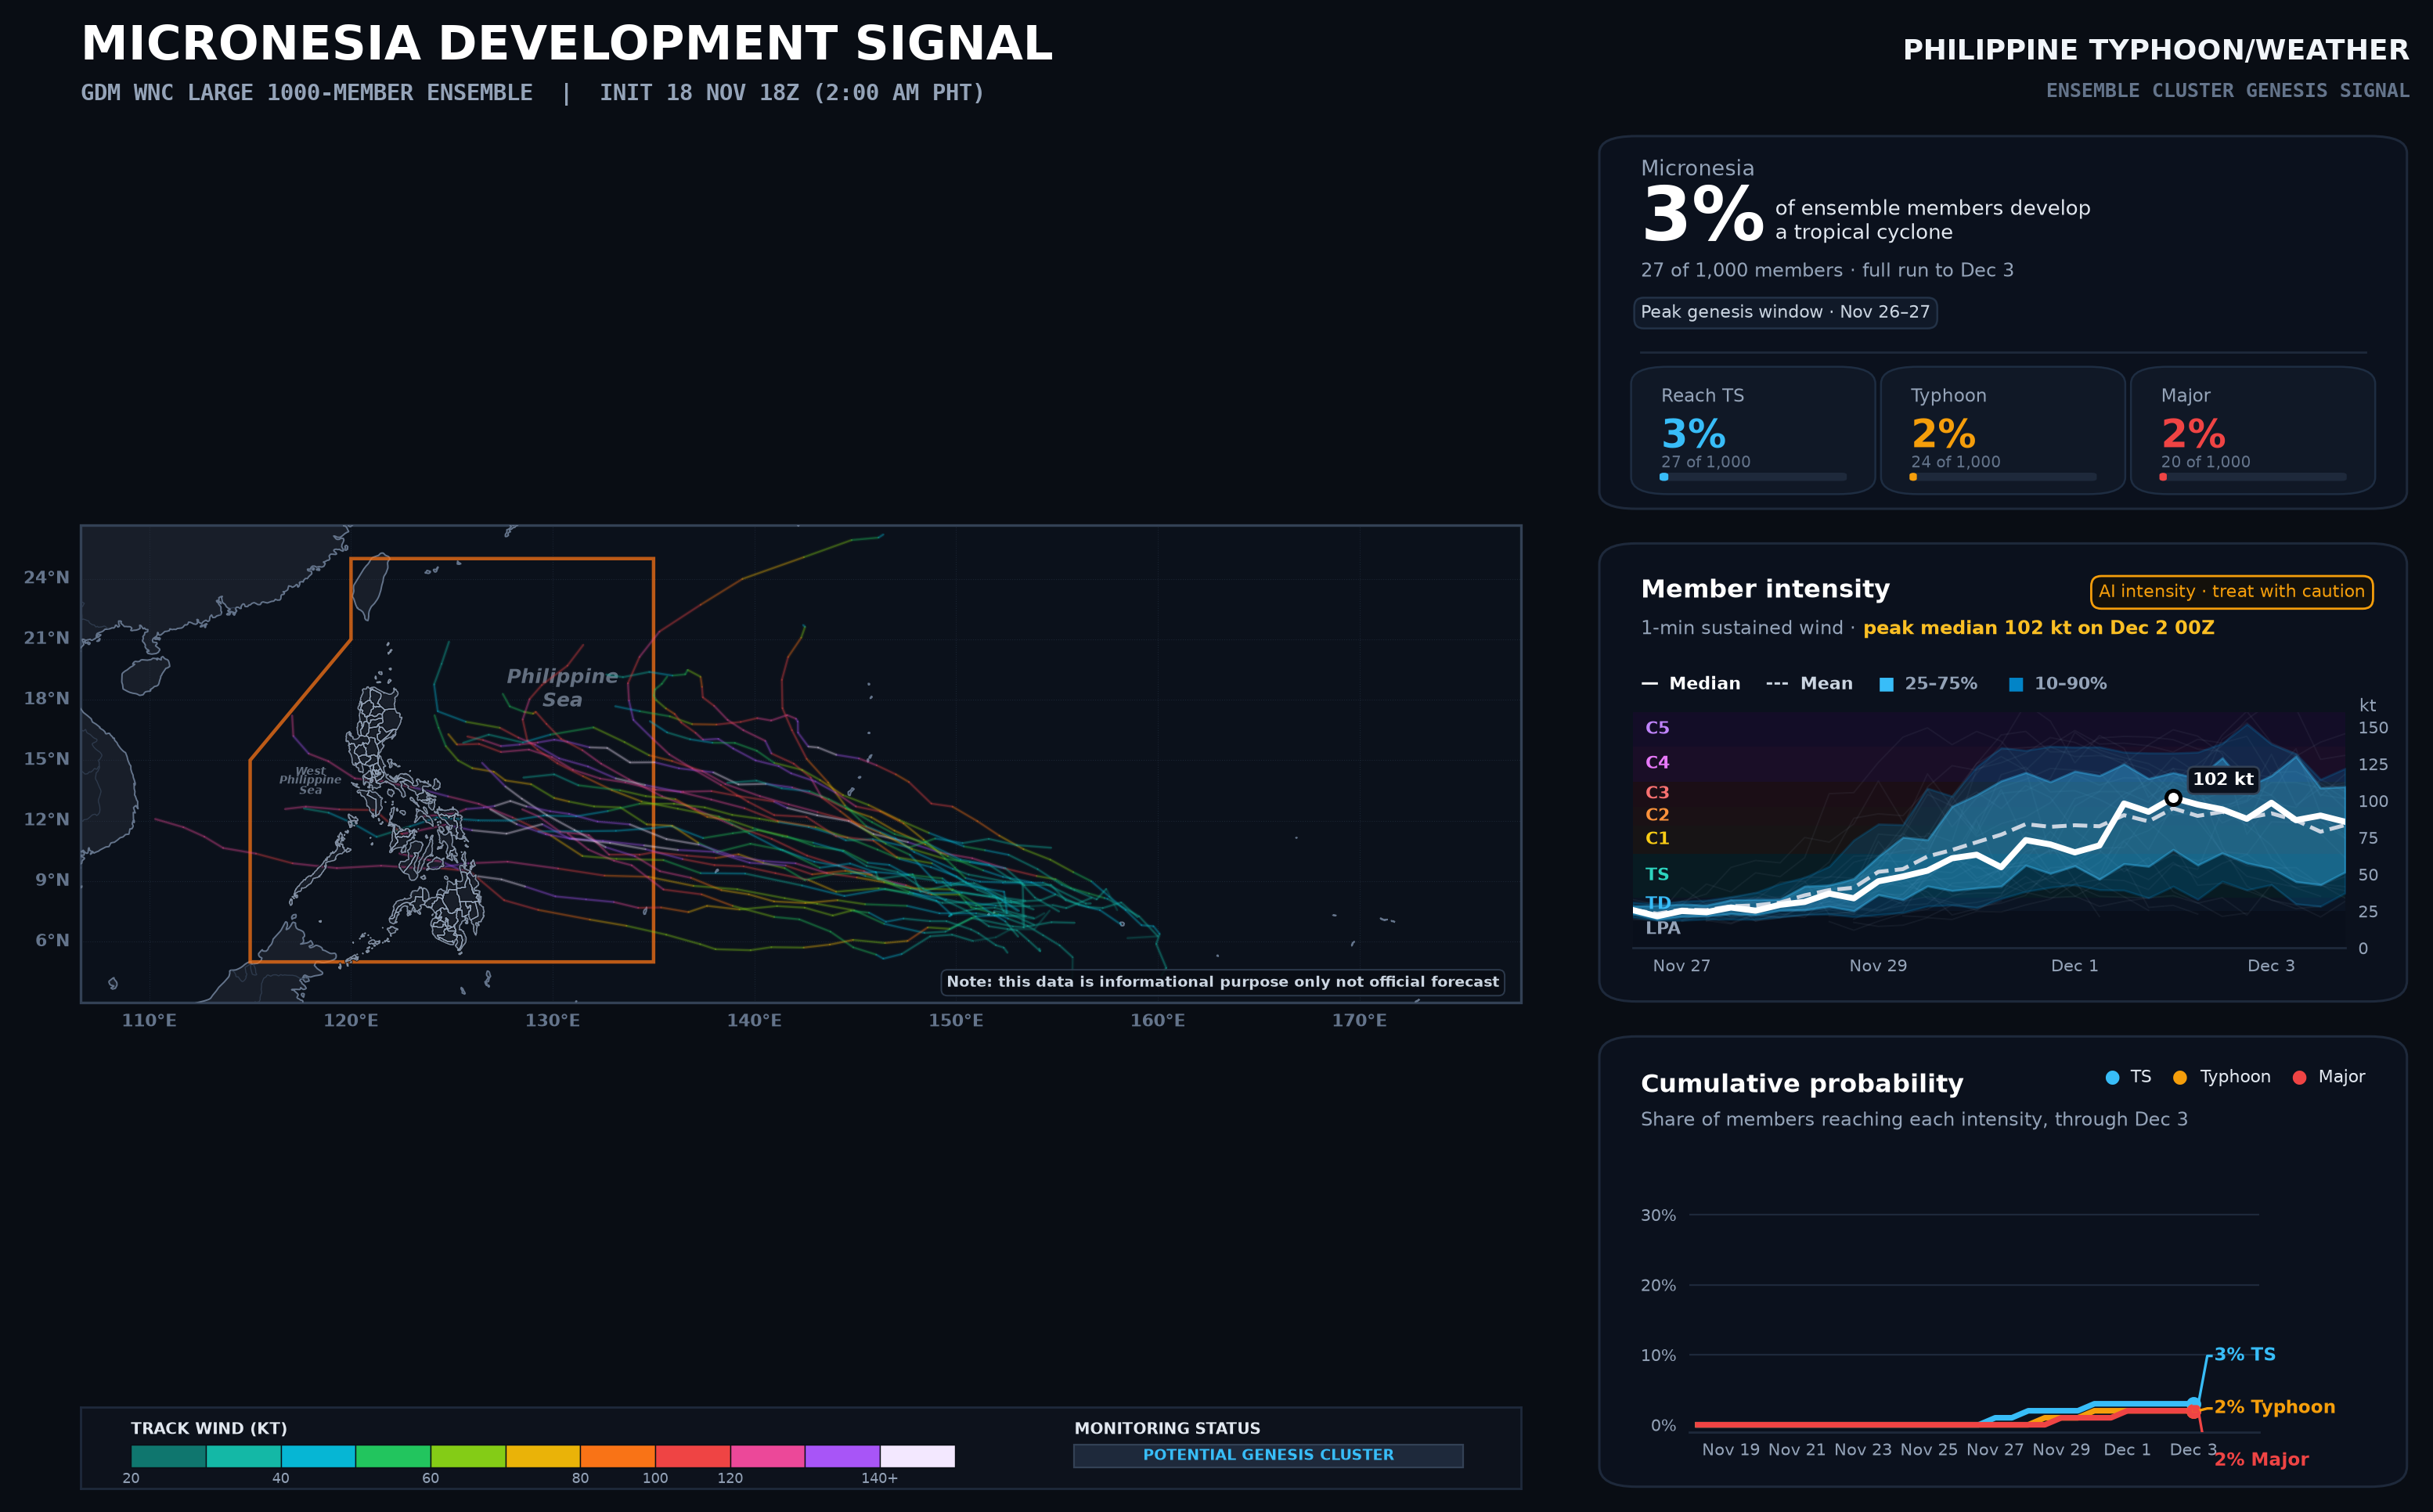 MICRONESIA DEVELOPMENT SIGNAL
GDM WNC LARGE 1000-MEMBER ENSEMBLE | INIT 18 NOV 18Z (2:00 AM PHT)
PHILIPPINE TYPHOON/WEATHER
ENSEMBLE CLUSTER GENESIS SIGNAL
Micronesia
3% of ensemble members develop
a tropical cyclone
27 of 1,000 members · full run to Dec 3
Peak genesis window · Nov 26–27
Reach TS
3%
27 of 1,000
Typhoon
2%
24 of 1,000
Major
2%
20 of 1,000
24°N
21°N
18°N
15°N
12°N
9°N
6°N
Philippine
Sea
West
Philippine
Sea
Note: this data is informational purpose only not official forecast
110°E 120°E 130°E 140°E 150°E 160°E 170°E
Member intensity
AI intensity · treat with caution
1-min sustained wind · peak median 102 kt on Dec 2 00Z
Median Mean 25–75% 10–90%
kt
C5
C4
C3
C2
C1
TS
TD
LPA
102 kt
150
125
100
75
50
25
0
Nov 27 Nov 29 Dec 1 Dec 3
Cumulative probability
TS Typhoon Major
Share of members reaching each intensity, through Dec 3
30%
20%
10%
0%
3% TS
2% Typhoon
2% Major
Nov 19 Nov 21 Nov 23 Nov 25 Nov 27 Nov 29 Dec 1 Dec 3
TRACK WIND (KT)
20 40 60 80 100 120 140+
MONITORING STATUS
POTENTIAL GENESIS CLUSTER